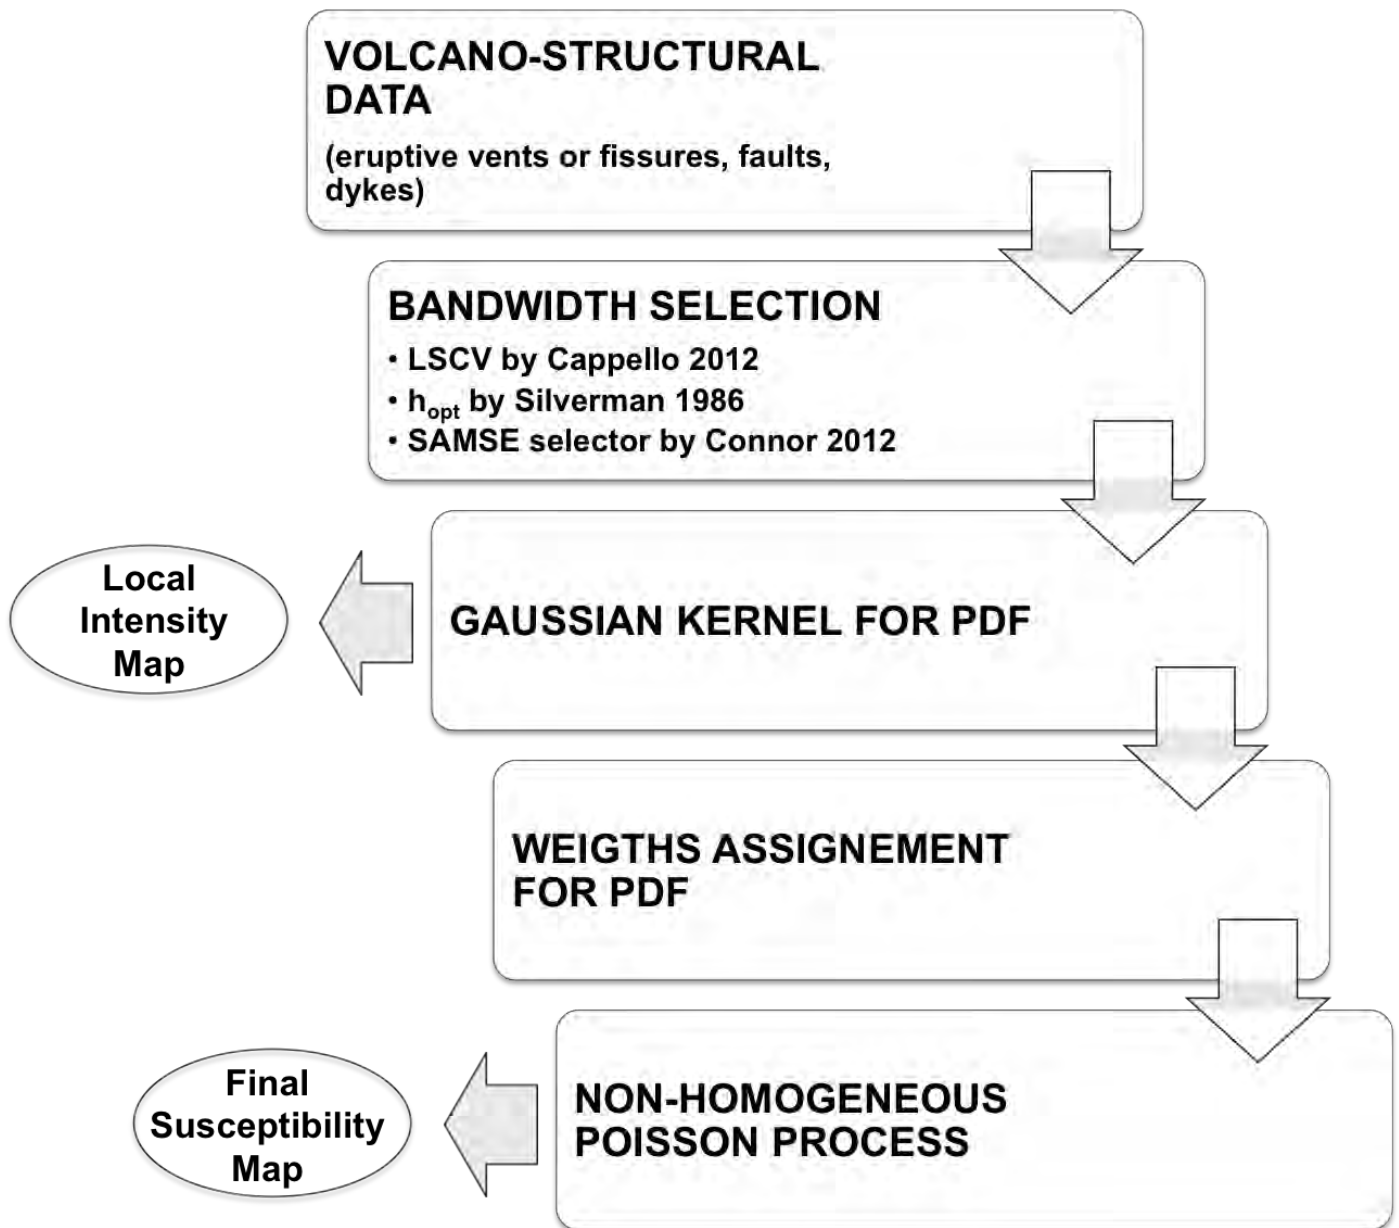 VOLCANO-STRUCTURAL
DATA
(eruptive vents or fissures, faults,
dykes)
BANDWIDTH SELECTION
• LSCV by Cappello 2012
• hopt by Silverman 1986
• SAMSE selector by Connor 2012
Local
Intensity
Map
GAUSSIAN KERNEL FOR PDF
WEIGTHS ASSIGNEMENT
FOR PDF
Final
Susceptibility
Map
NON-HOMOGENEOUS
POISSON PROCESS